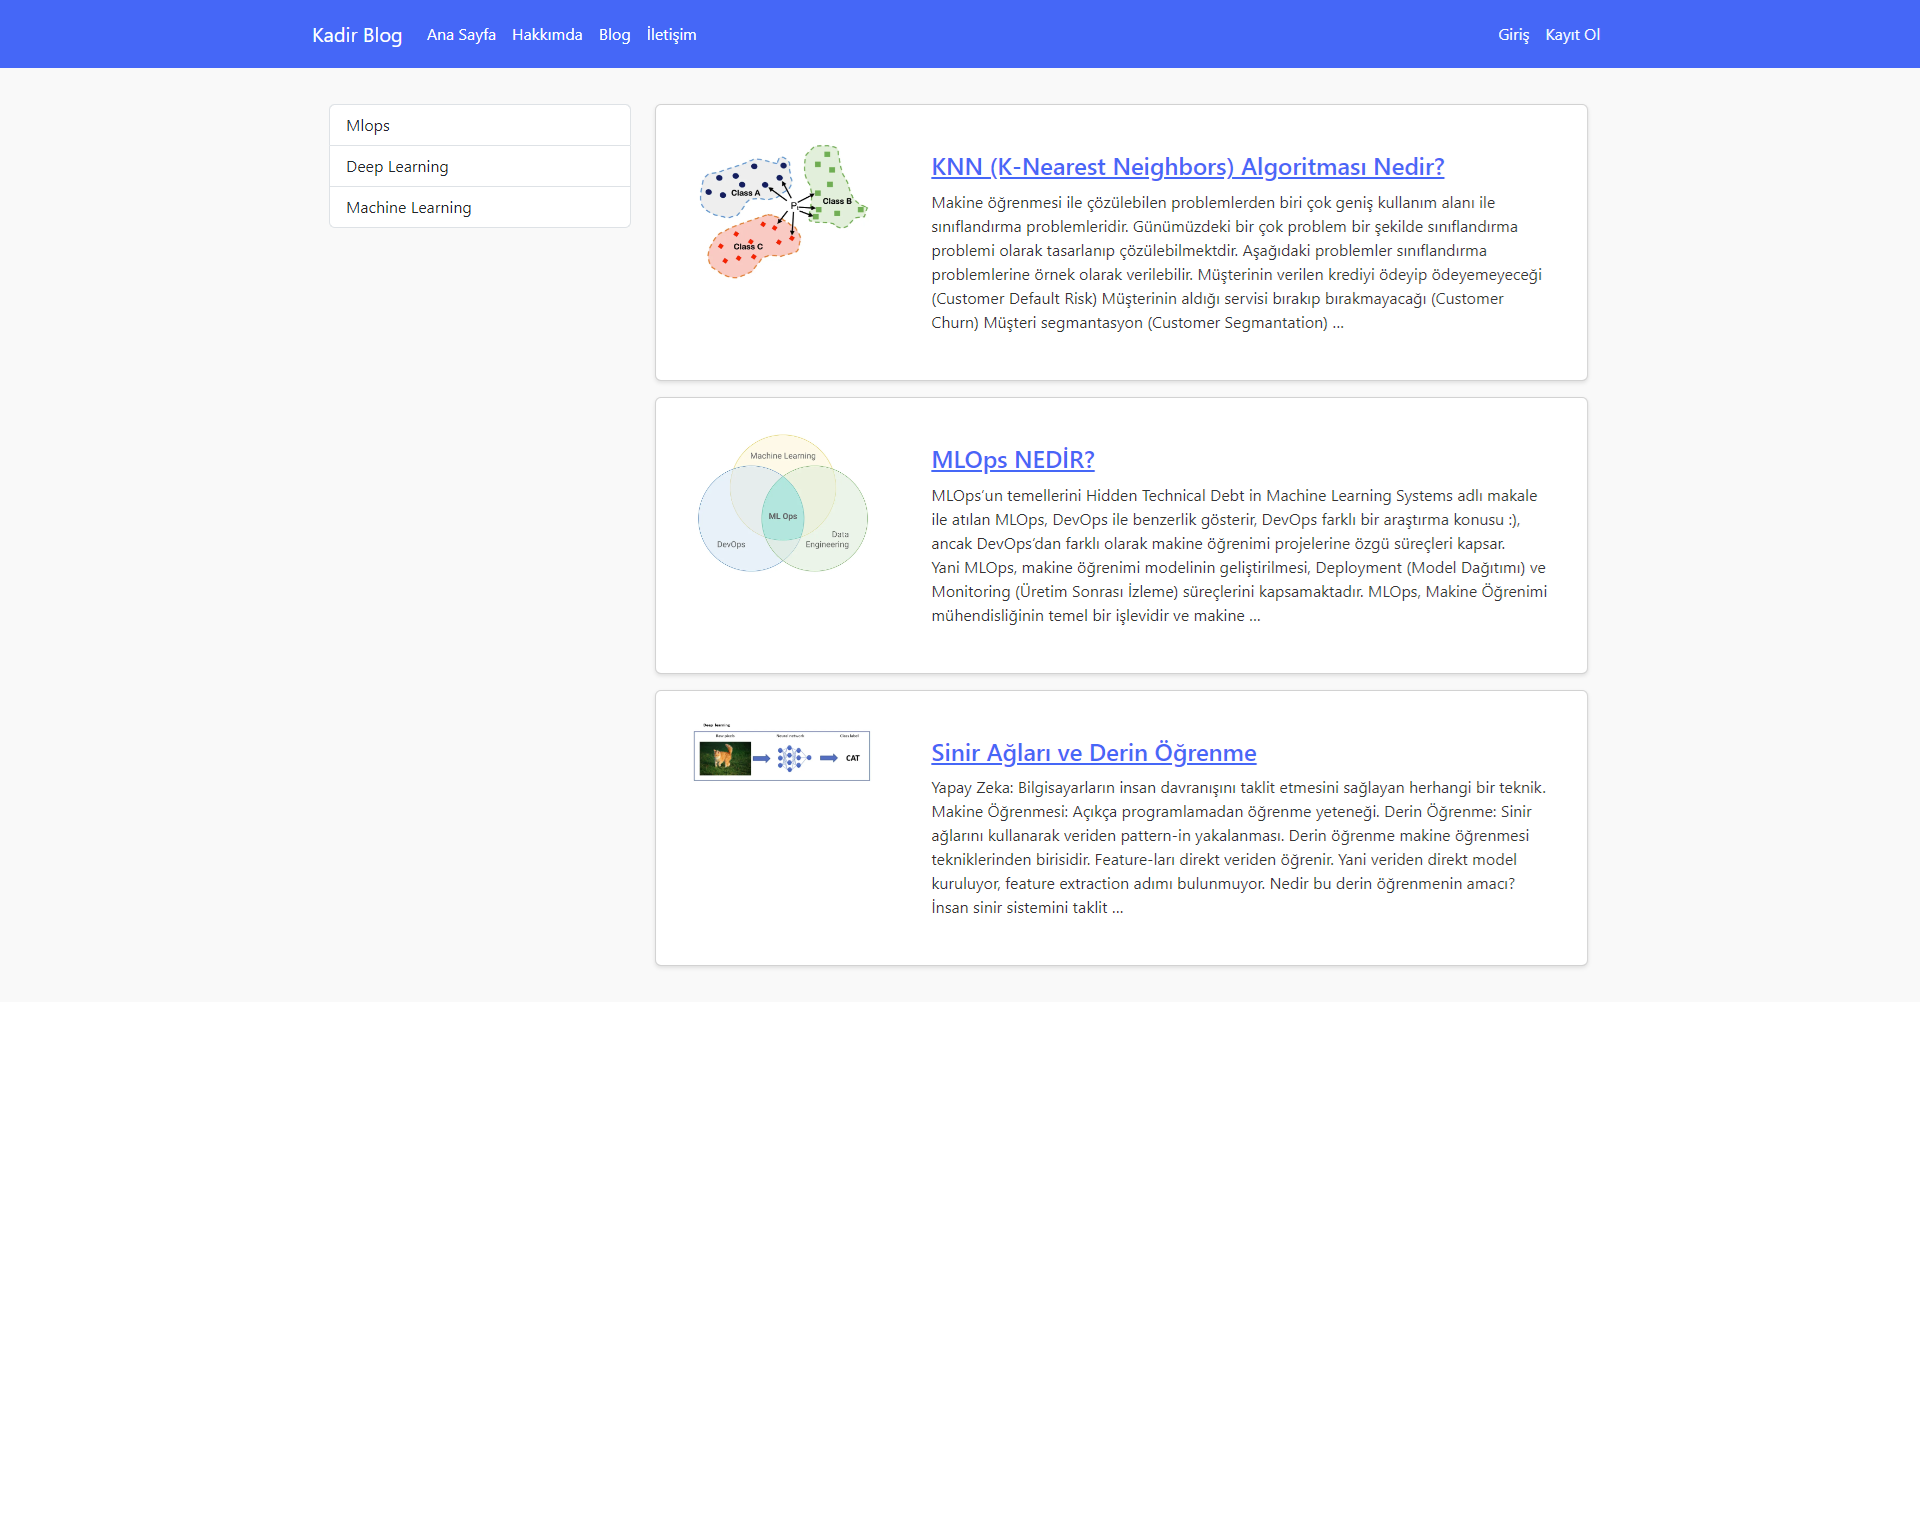 Kadir Blog
Ana Sayfa
Hakkımda
Blog
İletişim
Giriş
Kayıt Ol
Mlops
Deep Learning
Machine Learning
Class A
Class B
Class C
P
KNN (K-Nearest Neighbors) Algoritması Nedir?
Makine öğrenmesi ile çözülebilen problemlerden biri çok geniş kullanım alanı ile
sınıflandırma problemleridir. Günümüzdeki bir çok problem bir şekilde sınıflandırma
problemi olarak tasarlanıp çözülebilmektdir. Aşağıdaki problemler sınıflandırma
problemlerine örnek olarak verilebilir. Müşterinin verilen krediyi ödeyip ödeyemeyeceği
(Customer Default Risk) Müşterinin aldığı servisi bırakıp bırakmayacağı (Customer
Churn) Müşteri segmantasyon (Customer Segmantation) …
Machine Learning
ML Ops
DevOps
Data
Engineering
MLOps NEDİR?
MLOps’un temellerini Hidden Technical Debt in Machine Learning Systems adlı makale
ile atılan MLOps, DevOps ile benzerlik gösterir, DevOps farklı bir araştırma konusu :),
ancak DevOps’dan farklı olarak makine öğrenimi projelerine özgü süreçleri kapsar.
Yani MLOps, makine öğrenimi modelinin geliştirilmesi, Deployment (Model Dağıtımı) ve
Monitoring (Üretim Sonrası İzleme) süreçlerini kapsamaktadır. MLOps, Makine Öğrenimi
mühendisliğinin temel bir işlevidir ve makine …
Deep learning
Raw pixels
Neural network
Class label
CAT
Sinir Ağları ve Derin Öğrenme
Yapay Zeka: Bilgisayarların insan davranışını taklit etmesini sağlayan herhangi bir teknik.
Makine Öğrenmesi: Açıkça programlamadan öğrenme yeteneği. Derin Öğrenme: Sinir
ağlarını kullanarak veriden pattern-in yakalanması. Derin öğrenme makine öğrenmesi
tekniklerinden birisidir. Feature-ları direkt veriden öğrenir. Yani veriden direkt model
kuruluyor, feature extraction adımı bulunmuyor. Nedir bu derin öğrenmenin amacı?
İnsan sinir sistemini taklit …